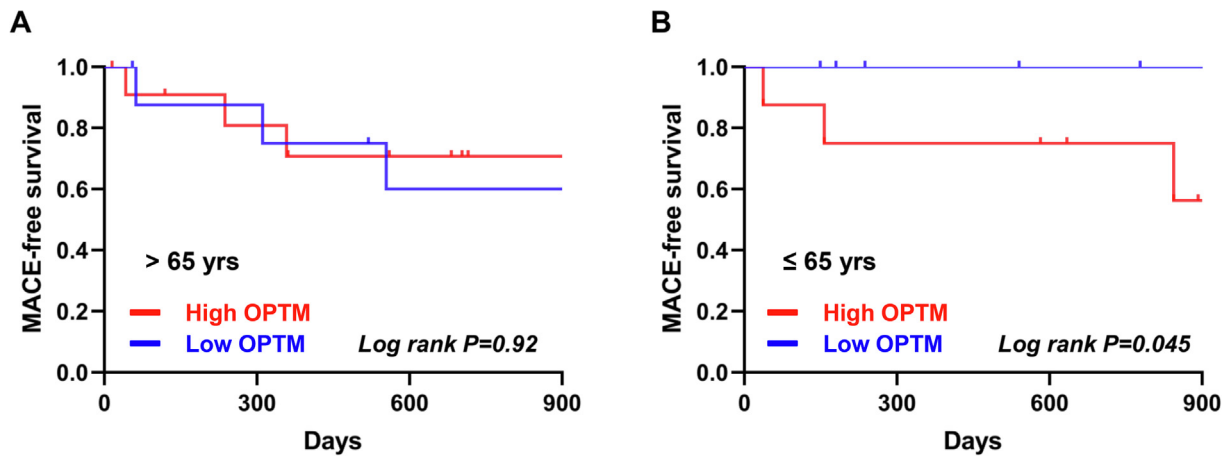 A
MACE-free survival
1.0
0.8
0.6
0.4
0.2
0.0
> 65 yrs
High OPTM
Low OPTM
Log rank P=0.92
0
300
600
900
Days
B
MACE-free survival
1.0
0.8
0.6
0.4
0.2
0.0
≤ 65 yrs
High OPTM
Low OPTM
Log rank P=0.045
0
300
600
900
Days